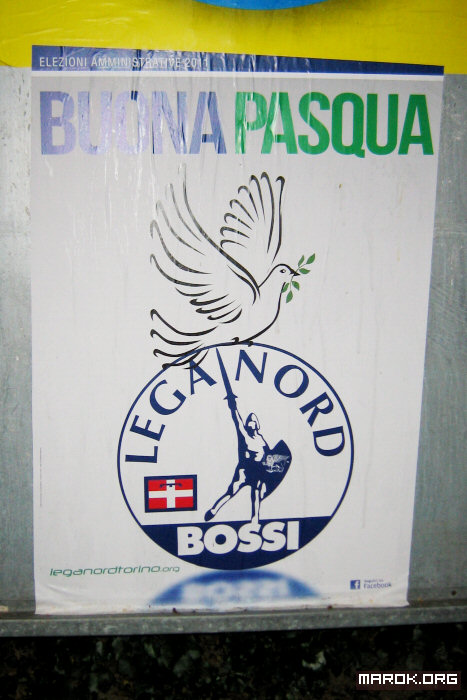 ELEZIONI AMMINISTRATIVE 2011
BUONA PASQUA
LEGA NORD
BOSSI
leganordtorino.org
Facebook
MAROK.ORG